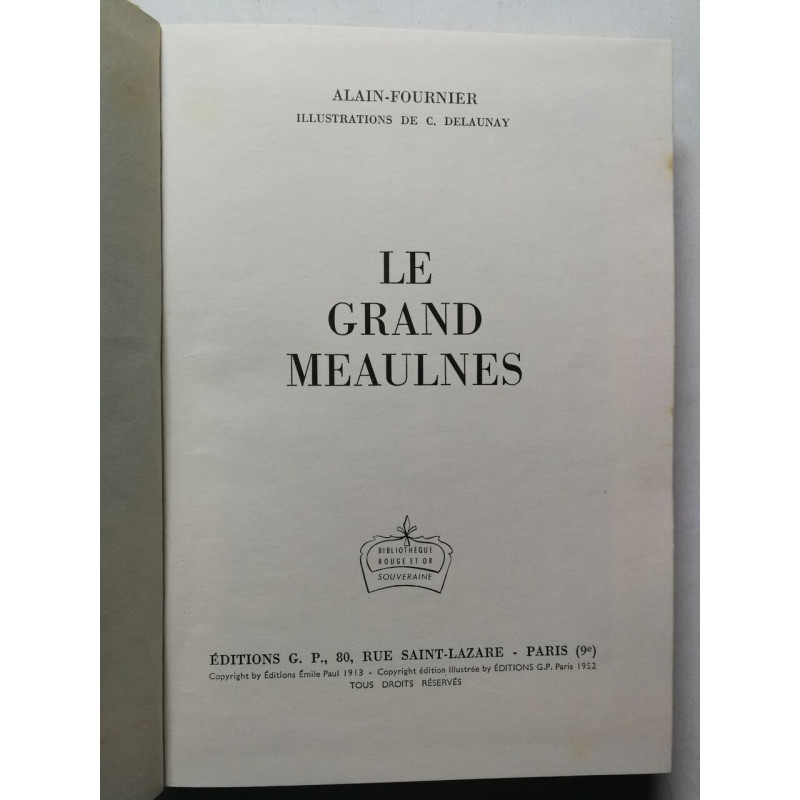 ALAIN-FOURNIER
ILLUSTRATIONS DE C. DELAUNAY
LE
GRAND
MEAULNES
BIBLIOTHÈQUE
ROUGE ET OR
SOUVERAINE
ÉDITIONS G. P., 80, RUE SAINT-LAZARE - PARIS (9e)
Copyright by Éditions Émile Paul 1913 - Copyright édition illustrée by ÉDITIONS G.P. Paris 1952
TOUS DROITS RÉSERVÉS